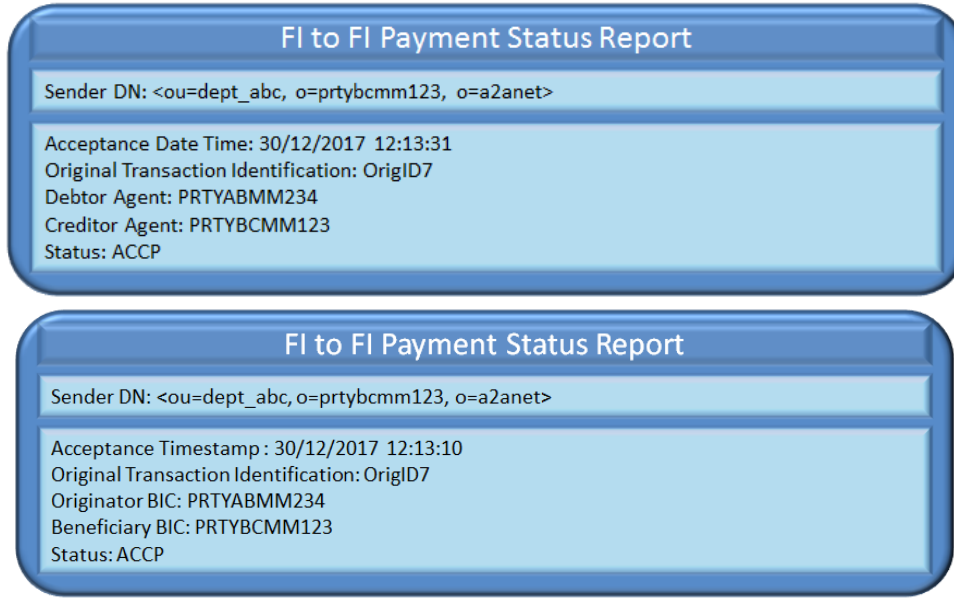 FI to FI Payment Status Report
Sender DN: <ou=dept_abc, o=prtybcmm123, o=a2anet>
Acceptance Date Time: 30/12/2017 12:13:31
Original Transaction Identification: OrigID7
Debtor Agent: PRTYABMM234
Creditor Agent: PRTYBCMM123
Status: ACCP
FI to FI Payment Status Report
Sender DN: <ou=dept_abc, o=prtybcmm123, o=a2anet>
Acceptance Timestamp : 30/12/2017 12:13:10
Original Transaction Identification: OrigID7
Originator BIC: PRTYABMM234
Beneficiary BIC: PRTYBCMM123
Status: ACCP